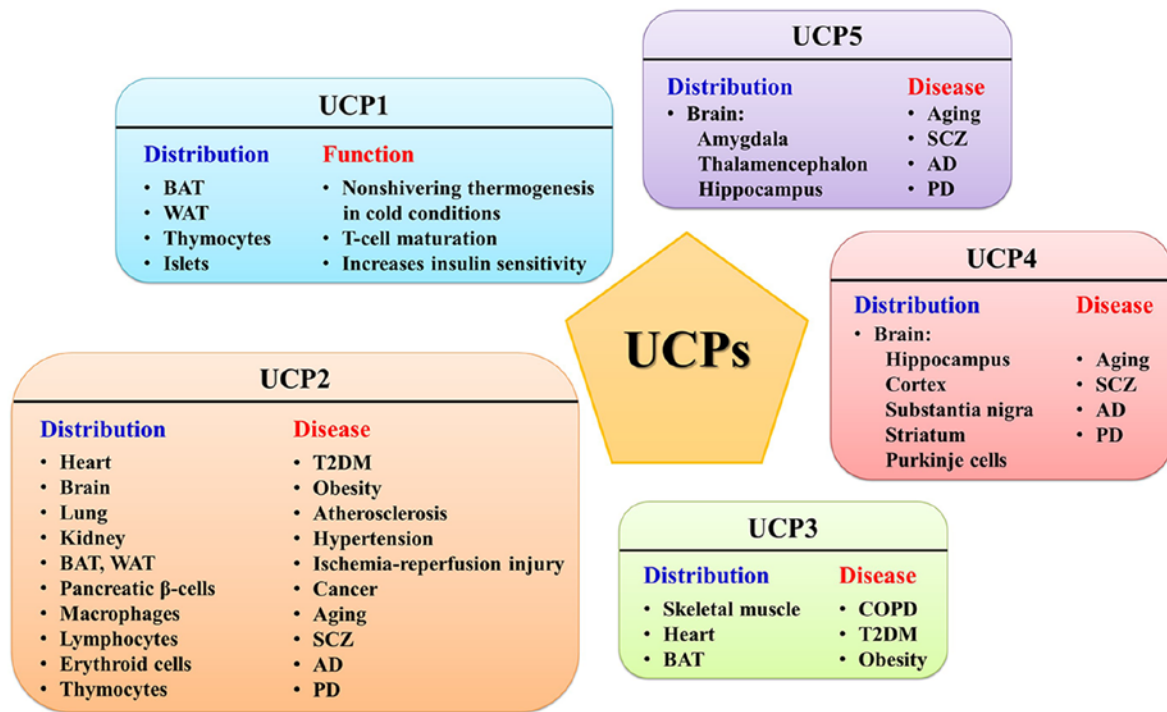 UCP5
Distribution
• Brain:
Amygdala
Thalamencephalon
Hippocampus
Disease
• Aging
• SCZ
• AD
• PD
UCP1
Distribution
• BAT
• WAT
• Thymocytes
• Islets
Function
• Nonshivering thermogenesis
in cold conditions
• T-cell maturation
• Increases insulin sensitivity
UCPs
UCP4
Distribution
• Brain:
Hippocampus
Cortex
Substantia nigra
Striatum
Purkinje cells
Disease
• Aging
• SCZ
• AD
• PD
UCP2
Distribution
• Heart
• Brain
• Lung
• Kidney
• BAT, WAT
• Pancreatic β-cells
• Macrophages
• Lymphocytes
• Erythroid cells
• Thymocytes
Disease
• T2DM
• Obesity
• Atherosclerosis
• Hypertension
• Ischemia-reperfusion injury
• Cancer
• Aging
• SCZ
• AD
• PD
UCP3
Distribution
• Skeletal muscle
• Heart
• BAT
Disease
• COPD
• T2DM
• Obesity